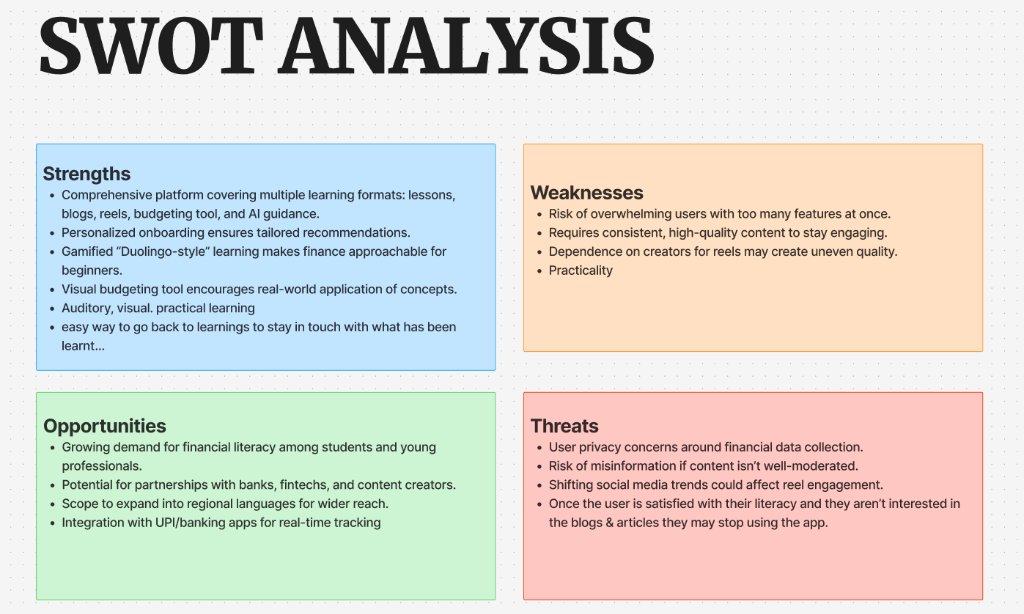 SWOT ANALYSIS
Strengths
• Comprehensive platform covering multiple learning formats: lessons,
blogs, reels, budgeting tool, and AI guidance.
• Personalized onboarding ensures tailored recommendations.
• Gamified “Duolingo-style” learning makes finance approachable for
beginners.
• Visual budgeting tool encourages real-world application of concepts.
• Auditory, visual. practical learning
• easy way to go back to learnings to stay in touch with what has been
learnt...
Weaknesses
• Risk of overwhelming users with too many features at once.
• Requires consistent, high-quality content to stay engaging.
• Dependence on creators for reels may create uneven quality.
• Practicality
Opportunities
• Growing demand for financial literacy among students and young
professionals.
• Potential for partnerships with banks, fintechs, and content creators.
• Scope to expand into regional languages for wider reach.
• Integration with UPI/banking apps for real-time tracking
Threats
• User privacy concerns around financial data collection.
• Risk of misinformation if content isn’t well-moderated.
• Shifting social media trends could affect reel engagement.
• Once the user is satisfied with their literacy and they aren’t interested in
the blogs & articles they may stop using the app.